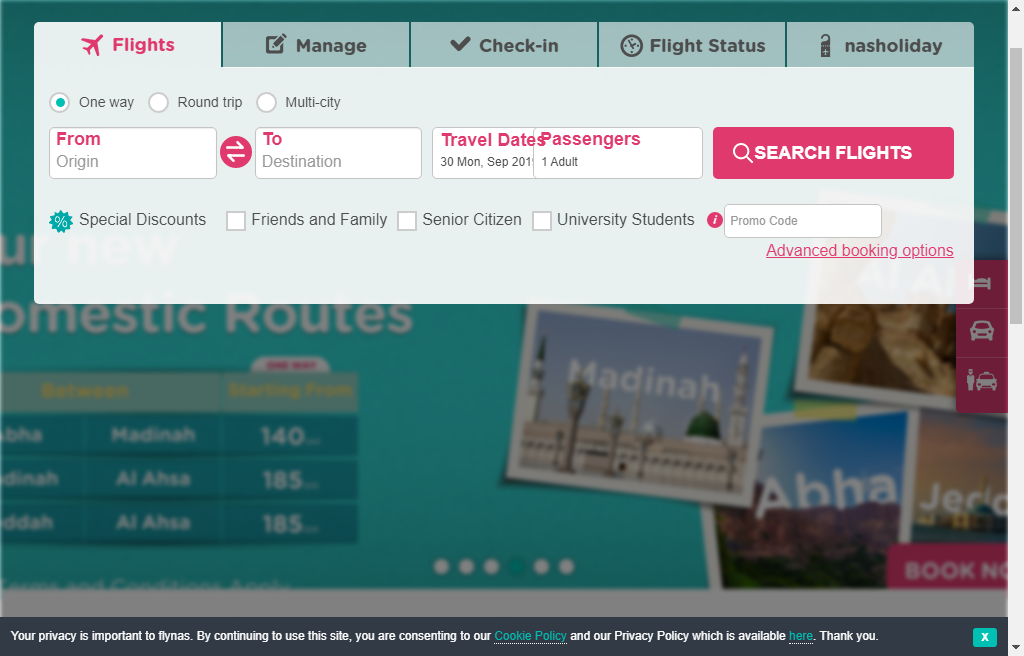 Flights
Manage
Check-in
Flight Status
nasholiday
One way
Round trip
Multi-city
From
Origin
To
Destination
Travel Dates
30 Mon, Sep 2019
Passengers
1 Adult
SEARCH FLIGHTS
Special Discounts
Friends and Family
Senior Citizen
University Students
Promo Code
Advanced booking options
ur new
omestic Routes
ONE WAY
Between
Starting From
Abha
Madinah
140
dinah
Al Ahsa
185
eddah
Al Ahsa
185
Terms and Conditions Apply
Madinah
Al Al
Abha
Jed
BOOK NO
Your privacy is important to flynas. By continuing to use this site, you are consenting to our Cookie Policy and our Privacy Policy which is available here. Thank you.
X